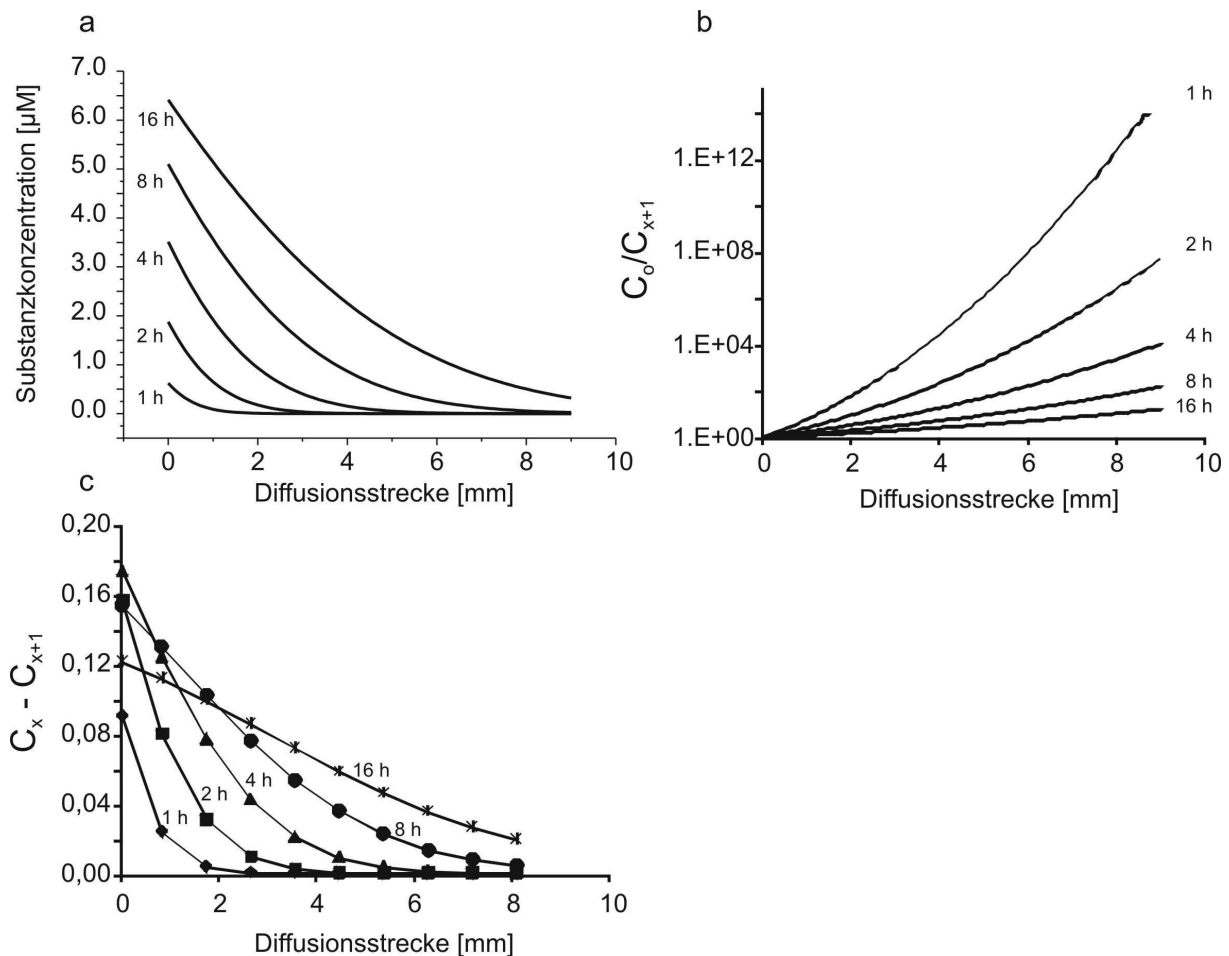 a
Substanzkonzentration [µM]
7.0
6.0
5.0
4.0
3.0
2.0
1.0
0.0
16 h
8 h
4 h
2 h
1 h
0 2 4 6 8 10
Diffusionsstrecke [mm]
b
C₀/Cₓ₊₁
1.E+12
1.E+08
1.E+04
1.E+00
1 h
2 h
4 h
8 h
16 h
0 2 4 6 8 10
Diffusionsstrecke [mm]
c
Cₓ - Cₓ₊₁
0,20
0,16
0,12
0,08
0,04
0,00
16 h
4 h
2 h
1 h
8 h
0 2 4 6 8 10
Diffusionsstrecke [mm]